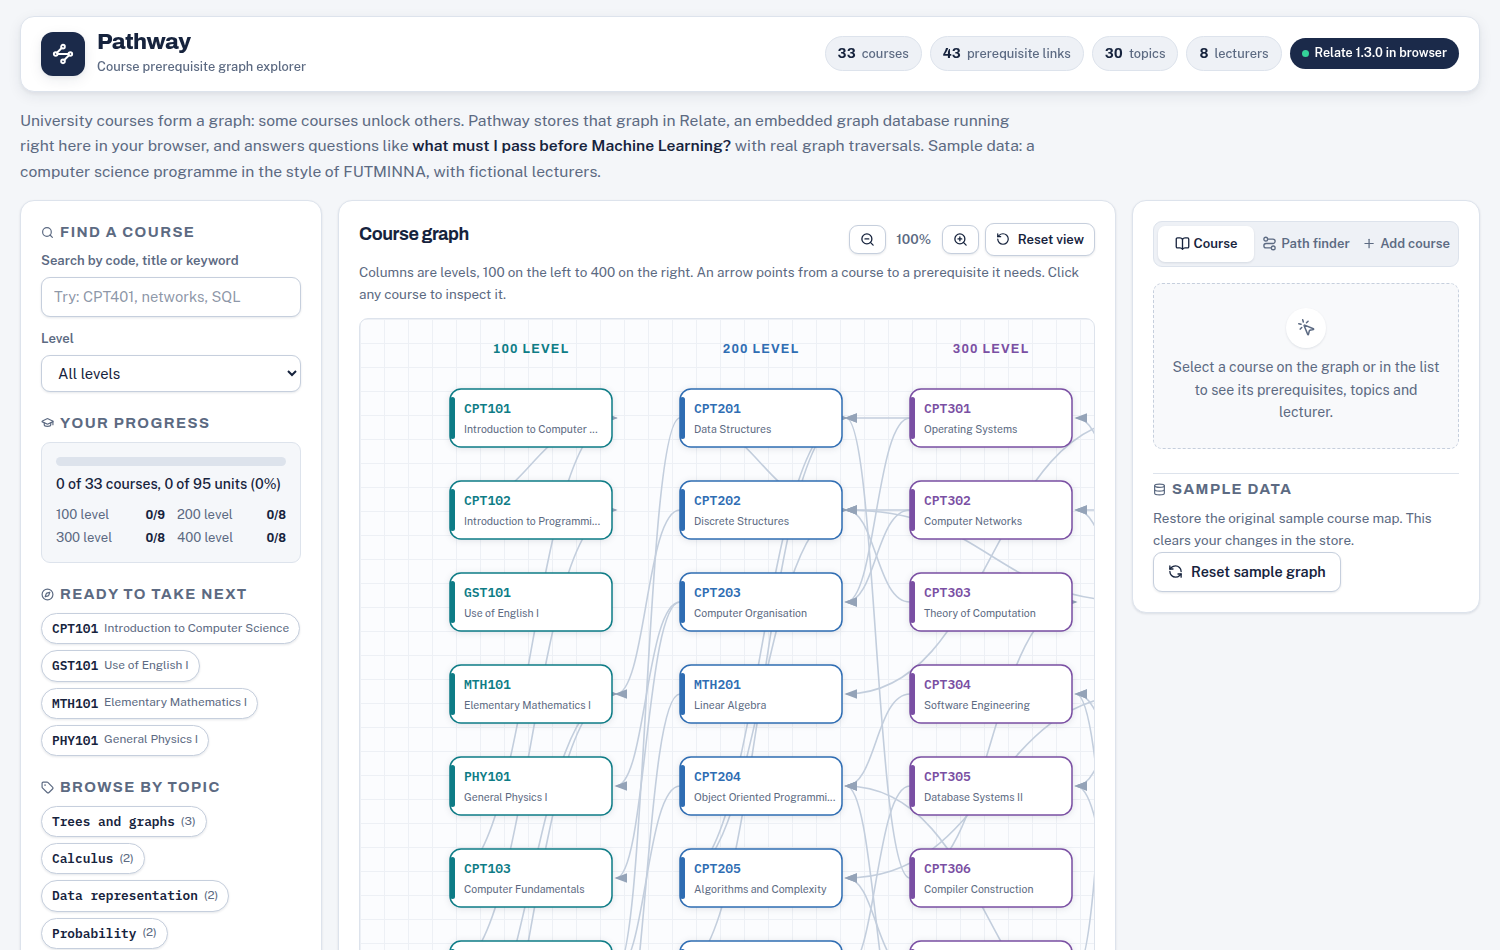 Pathway
Course prerequisite graph explorer
33 courses
43 prerequisite links
30 topics
8 lecturers
Relate 1.3.0 in browser
University courses form a graph: some courses unlock others. Pathway stores that graph in Relate, an embedded graph database running
right here in your browser, and answers questions like what must I pass before Machine Learning? with real graph traversals. Sample data: a
computer science programme in the style of FUTMINNA, with fictional lecturers.
FIND A COURSE
Search by code, title or keyword
Try: CPT401, networks, SQL
Level
All levels
YOUR PROGRESS
0 of 33 courses, 0 of 95 units (0%)
100 level 0/9 200 level 0/8
300 level 0/8 400 level 0/8
READY TO TAKE NEXT
CPT101 Introduction to Computer Science
GST101 Use of English I
MTH101 Elementary Mathematics I
PHY101 General Physics I
BROWSE BY TOPIC
Trees and graphs (3)
Calculus (2)
Data representation (2)
Probability (2)
Course graph
100%
Reset view
Columns are levels, 100 on the left to 400 on the right. An arrow points from a course to a prerequisite it needs. Click
any course to inspect it.
100 LEVEL
200 LEVEL
300 LEVEL
CPT101
Introduction to Computer ...
CPT201
Data Structures
CPT301
Operating Systems
CPT102
Introduction to Programmi...
CPT202
Discrete Structures
CPT302
Computer Networks
GST101
Use of English I
CPT203
Computer Organisation
CPT303
Theory of Computation
MTH101
Elementary Mathematics I
MTH201
Linear Algebra
CPT304
Software Engineering
PHY101
General Physics I
CPT204
Object Oriented Programmi...
CPT305
Database Systems II
CPT103
Computer Fundamentals
CPT205
Algorithms and Complexity
CPT306
Compiler Construction
Course
Path finder
Add course
Select a course on the graph or in the list
to see its prerequisites, topics and
lecturer.
SAMPLE DATA
Restore the original sample course map. This
clears your changes in the store.
Reset sample graph